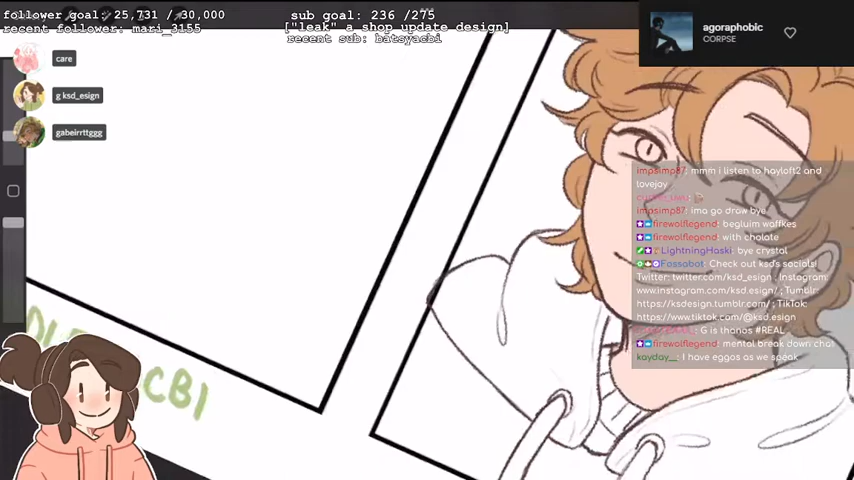 follower goal: 25,731 / 30,000
recent follower: mari_3155
sub goal: 236 /275
["leak" a shop update design]
recent sub: batsyacbi
agoraphobic
CORPSE
care
g ksd_esign
gabeirrttggg
impsimp87: mmm i listen to hayloft2 and
lovejoy
impsimp87: ima go draw bye
firewolflegend: begluim waffkes
firewolflegend: with cholate
LightningHaski: bye crystal
Fossabot: Check out ksd's socials!
Twitter: twitter.com/ksd_esign ; Instagram:
www.instagram.com/ksd.esign/ ; Tumblr:
https://ksdesign.tumblr.com/ ; TikTok:
https://www.tiktok.com/@ksd.esign
G is thanos #REAL
firewolflegend: mental break down chat
kayday__: I have eggos as we speak
CBI